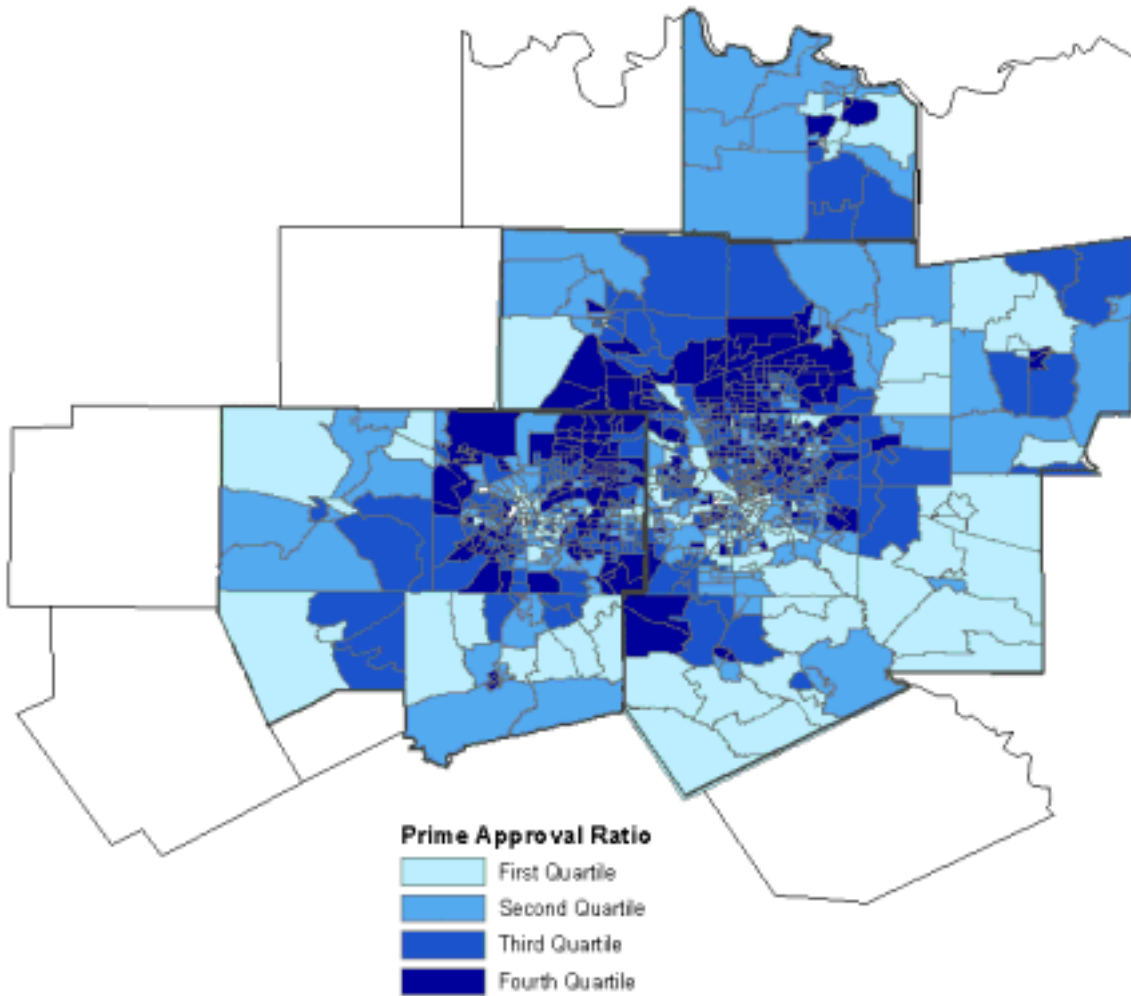 Prime Approval Ratio
First Quartile
Second Quartile
Third Quartile
Fourth Quartile